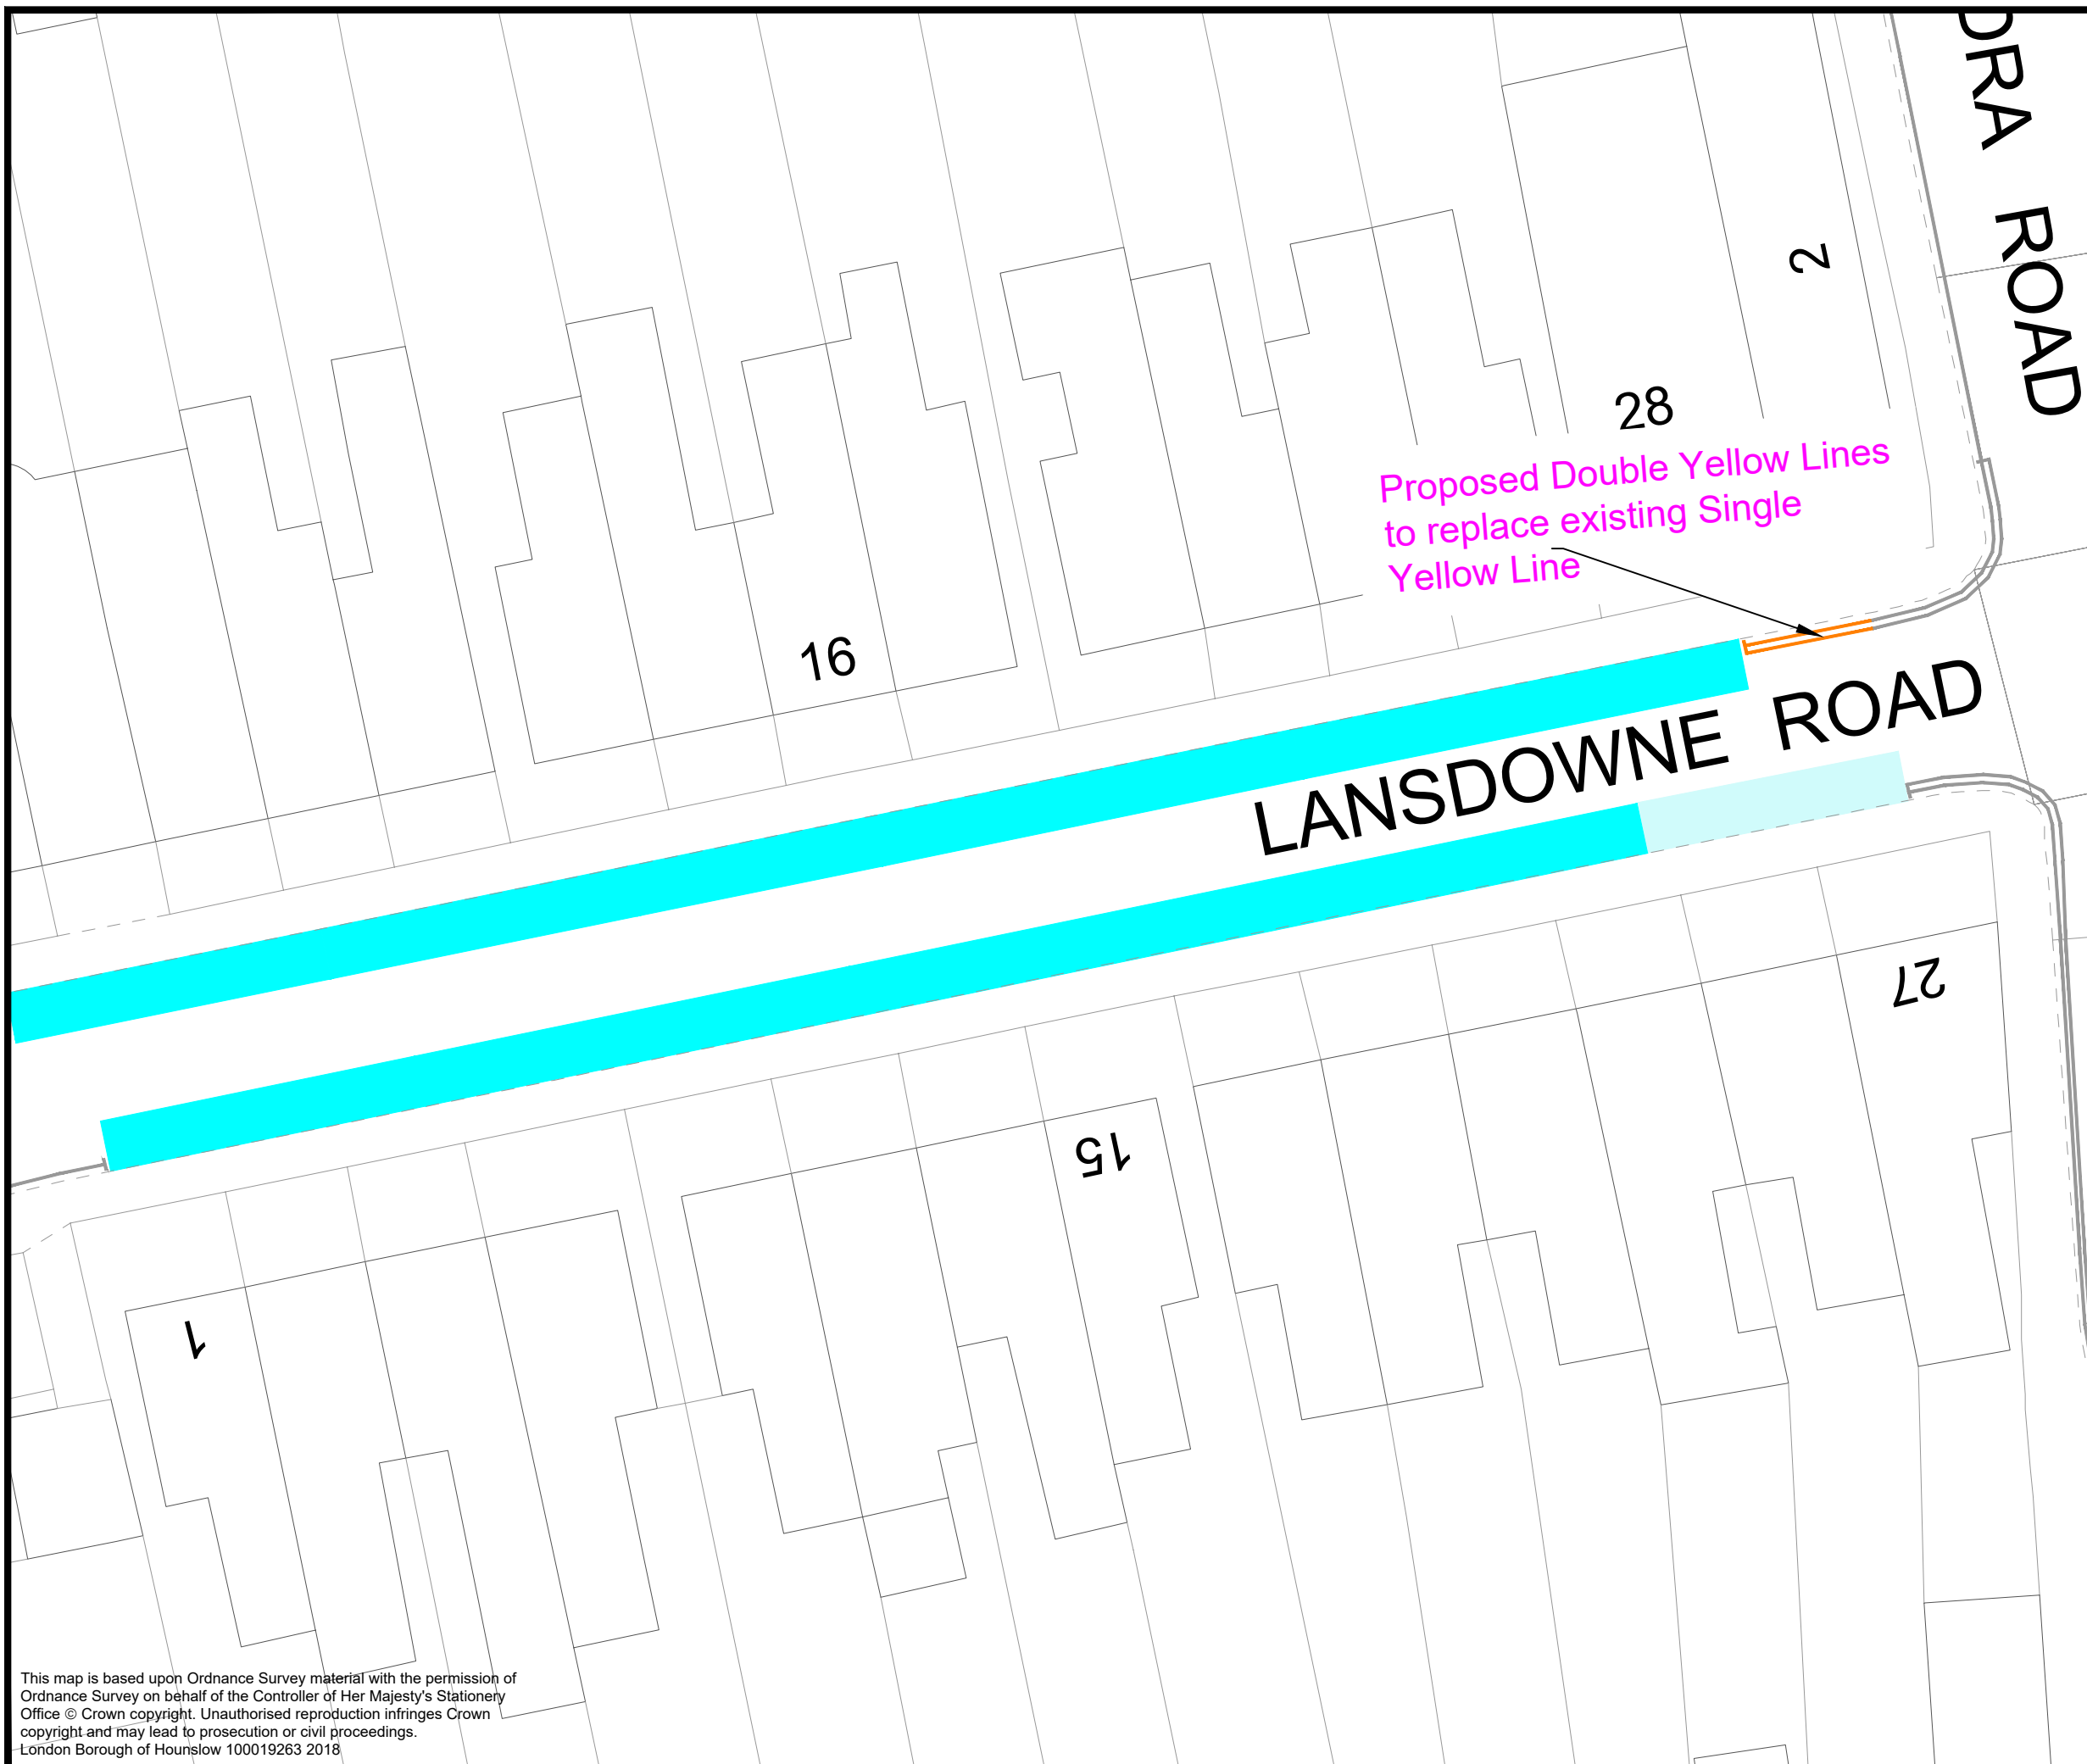 DRA ROAD
2
28
Proposed Double Yellow Lines
to replace existing Single
Yellow Line
16
LANSDOWNE ROAD
27
15
1
This map is based upon Ordnance Survey material with the permission of
Ordnance Survey on behalf of the Controller of Her Majesty's Stationery
Office © Crown copyright. Unauthorised reproduction infringes Crown
copyright and may lead to prosecution or civil proceedings.
London Borough of Hounslow 100019263 2018